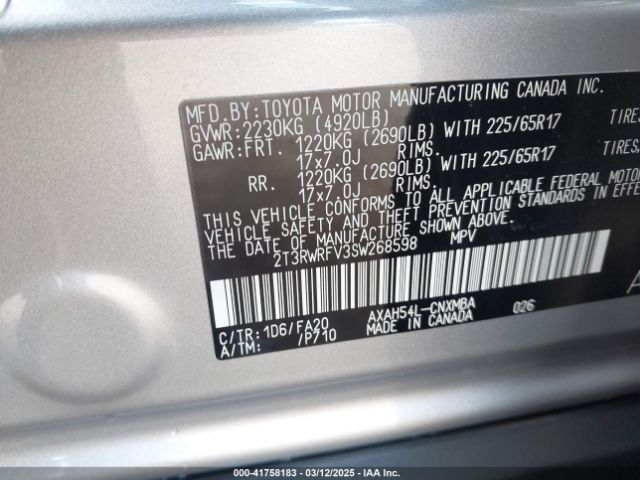 MFD.BY:TOYOTA MOTOR MANUFACTURING CANADA INC.
GVWR:2230KG (4920LB)
GAWR:FRT. 1220KG (2690LB) WITH 225/65R17 TIRES
17x7.0J RIMS.
RR. 1220KG (2690LB) WITH 225/65R17 TIRES,
17x7.0J RIMS.
THIS VEHICLE CONFORMS TO ALL APPLICABLE FEDERAL MOTOR
VEHICLE SAFETY AND THEFT PREVENTION STANDARDS IN EFFE
THE DATE OF MANUFACTURE SHOWN ABOVE.
2T3RWRFV3SW268598 MPV
C/TR:1D6/FA20 AXAH54L-CNXMBA 026
A/TM: /P710 MADE IN CANADA
A
000-41758183 - 03/12/2025 - IAA Inc.